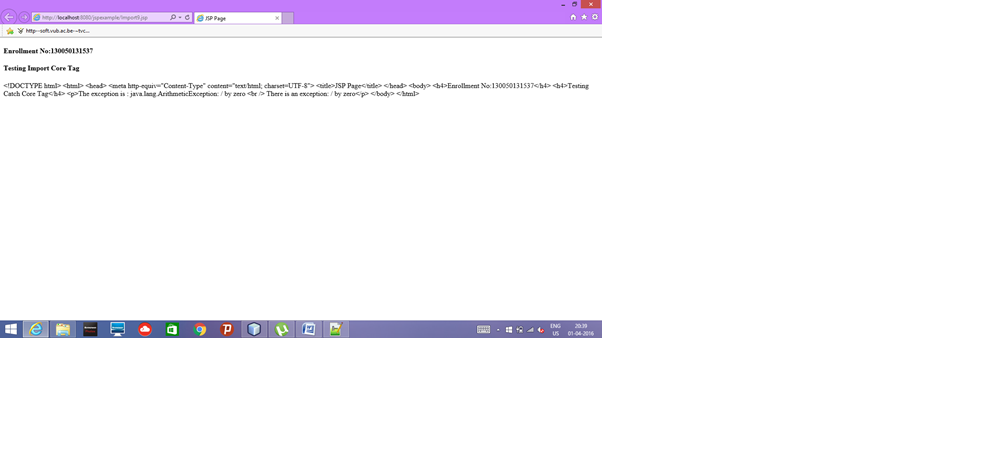 http://localhost:8080/jspexample/import9.jsp
JSP Page
http--soft.vub.ac.be-~tvc...
Enrollment No:130050131537
Testing Import Core Tag
<!DOCTYPE html> <html> <head> <meta http-equiv="Content-Type" content="text/html; charset=UTF-8"> <title>JSP Page</title> </head> <body> <h4>Enrollment No:130050131537</h4> <h4>Testing
Catch Core Tag</h4> <p>The exception is : java.lang.ArithmeticException: / by zero <br /> There is an exception: / by zero</p> </body> </html>
ENG 20:39
US 01-04-2016